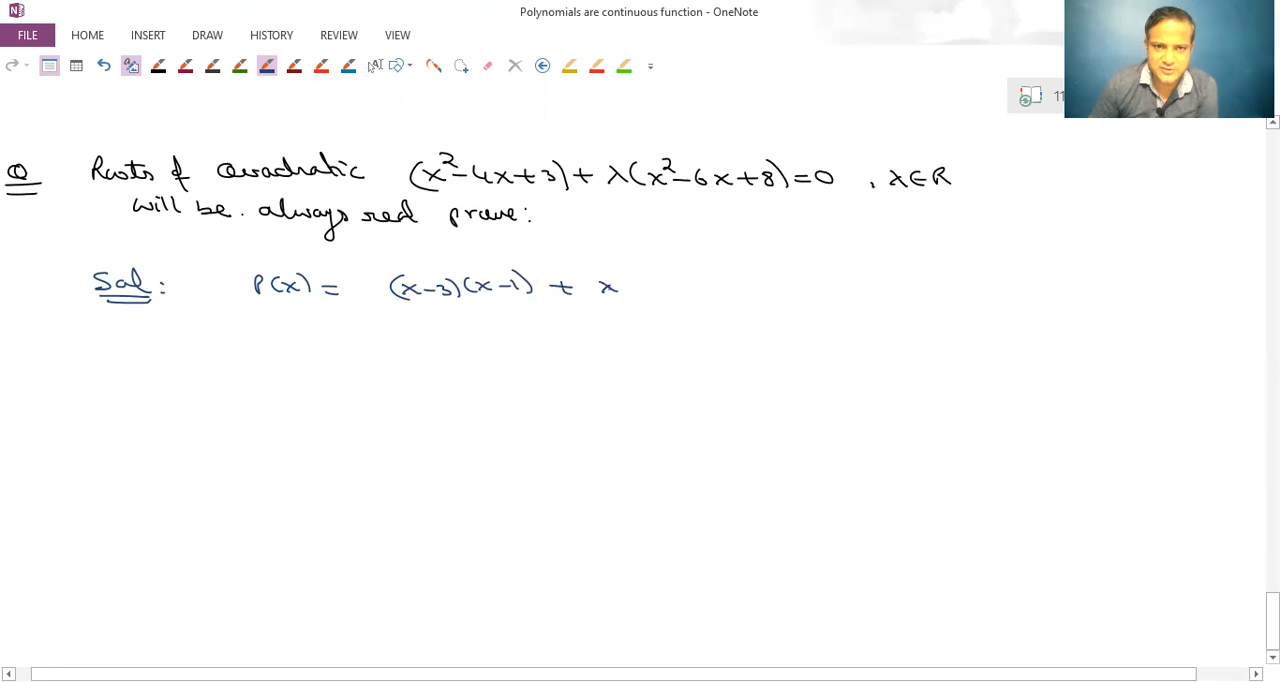 Polynomials are continuous function - OneNote
FILE HOME INSERT DRAW HISTORY REVIEW VIEW
11
Q Roots of Quadratic (x²-4x+3)+λ(x²-6x+8)=0 , λ∈R
will be. always real prove:
Sol: P(x) = (x-3)(x-1) + x